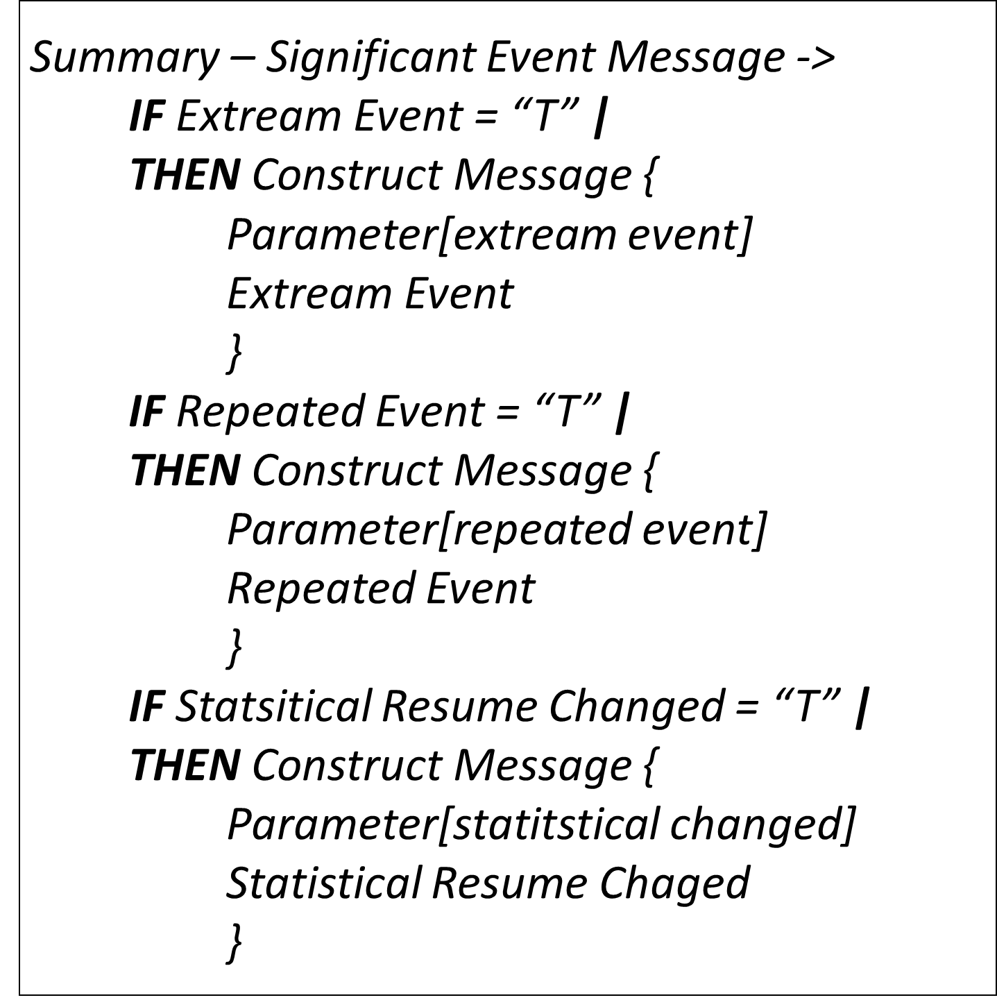 Summary – Significant Event Message ->
IF Extream Event = “T” |
THEN Construct Message {
Parameter[extream event]
Extream Event
}
IF Repeated Event = “T” |
THEN Construct Message {
Parameter[repeated event]
Repeated Event
}
IF Statsitical Resume Changed = “T” |
THEN Construct Message {
Parameter[statitstical changed]
Statistical Resume Chaged
}